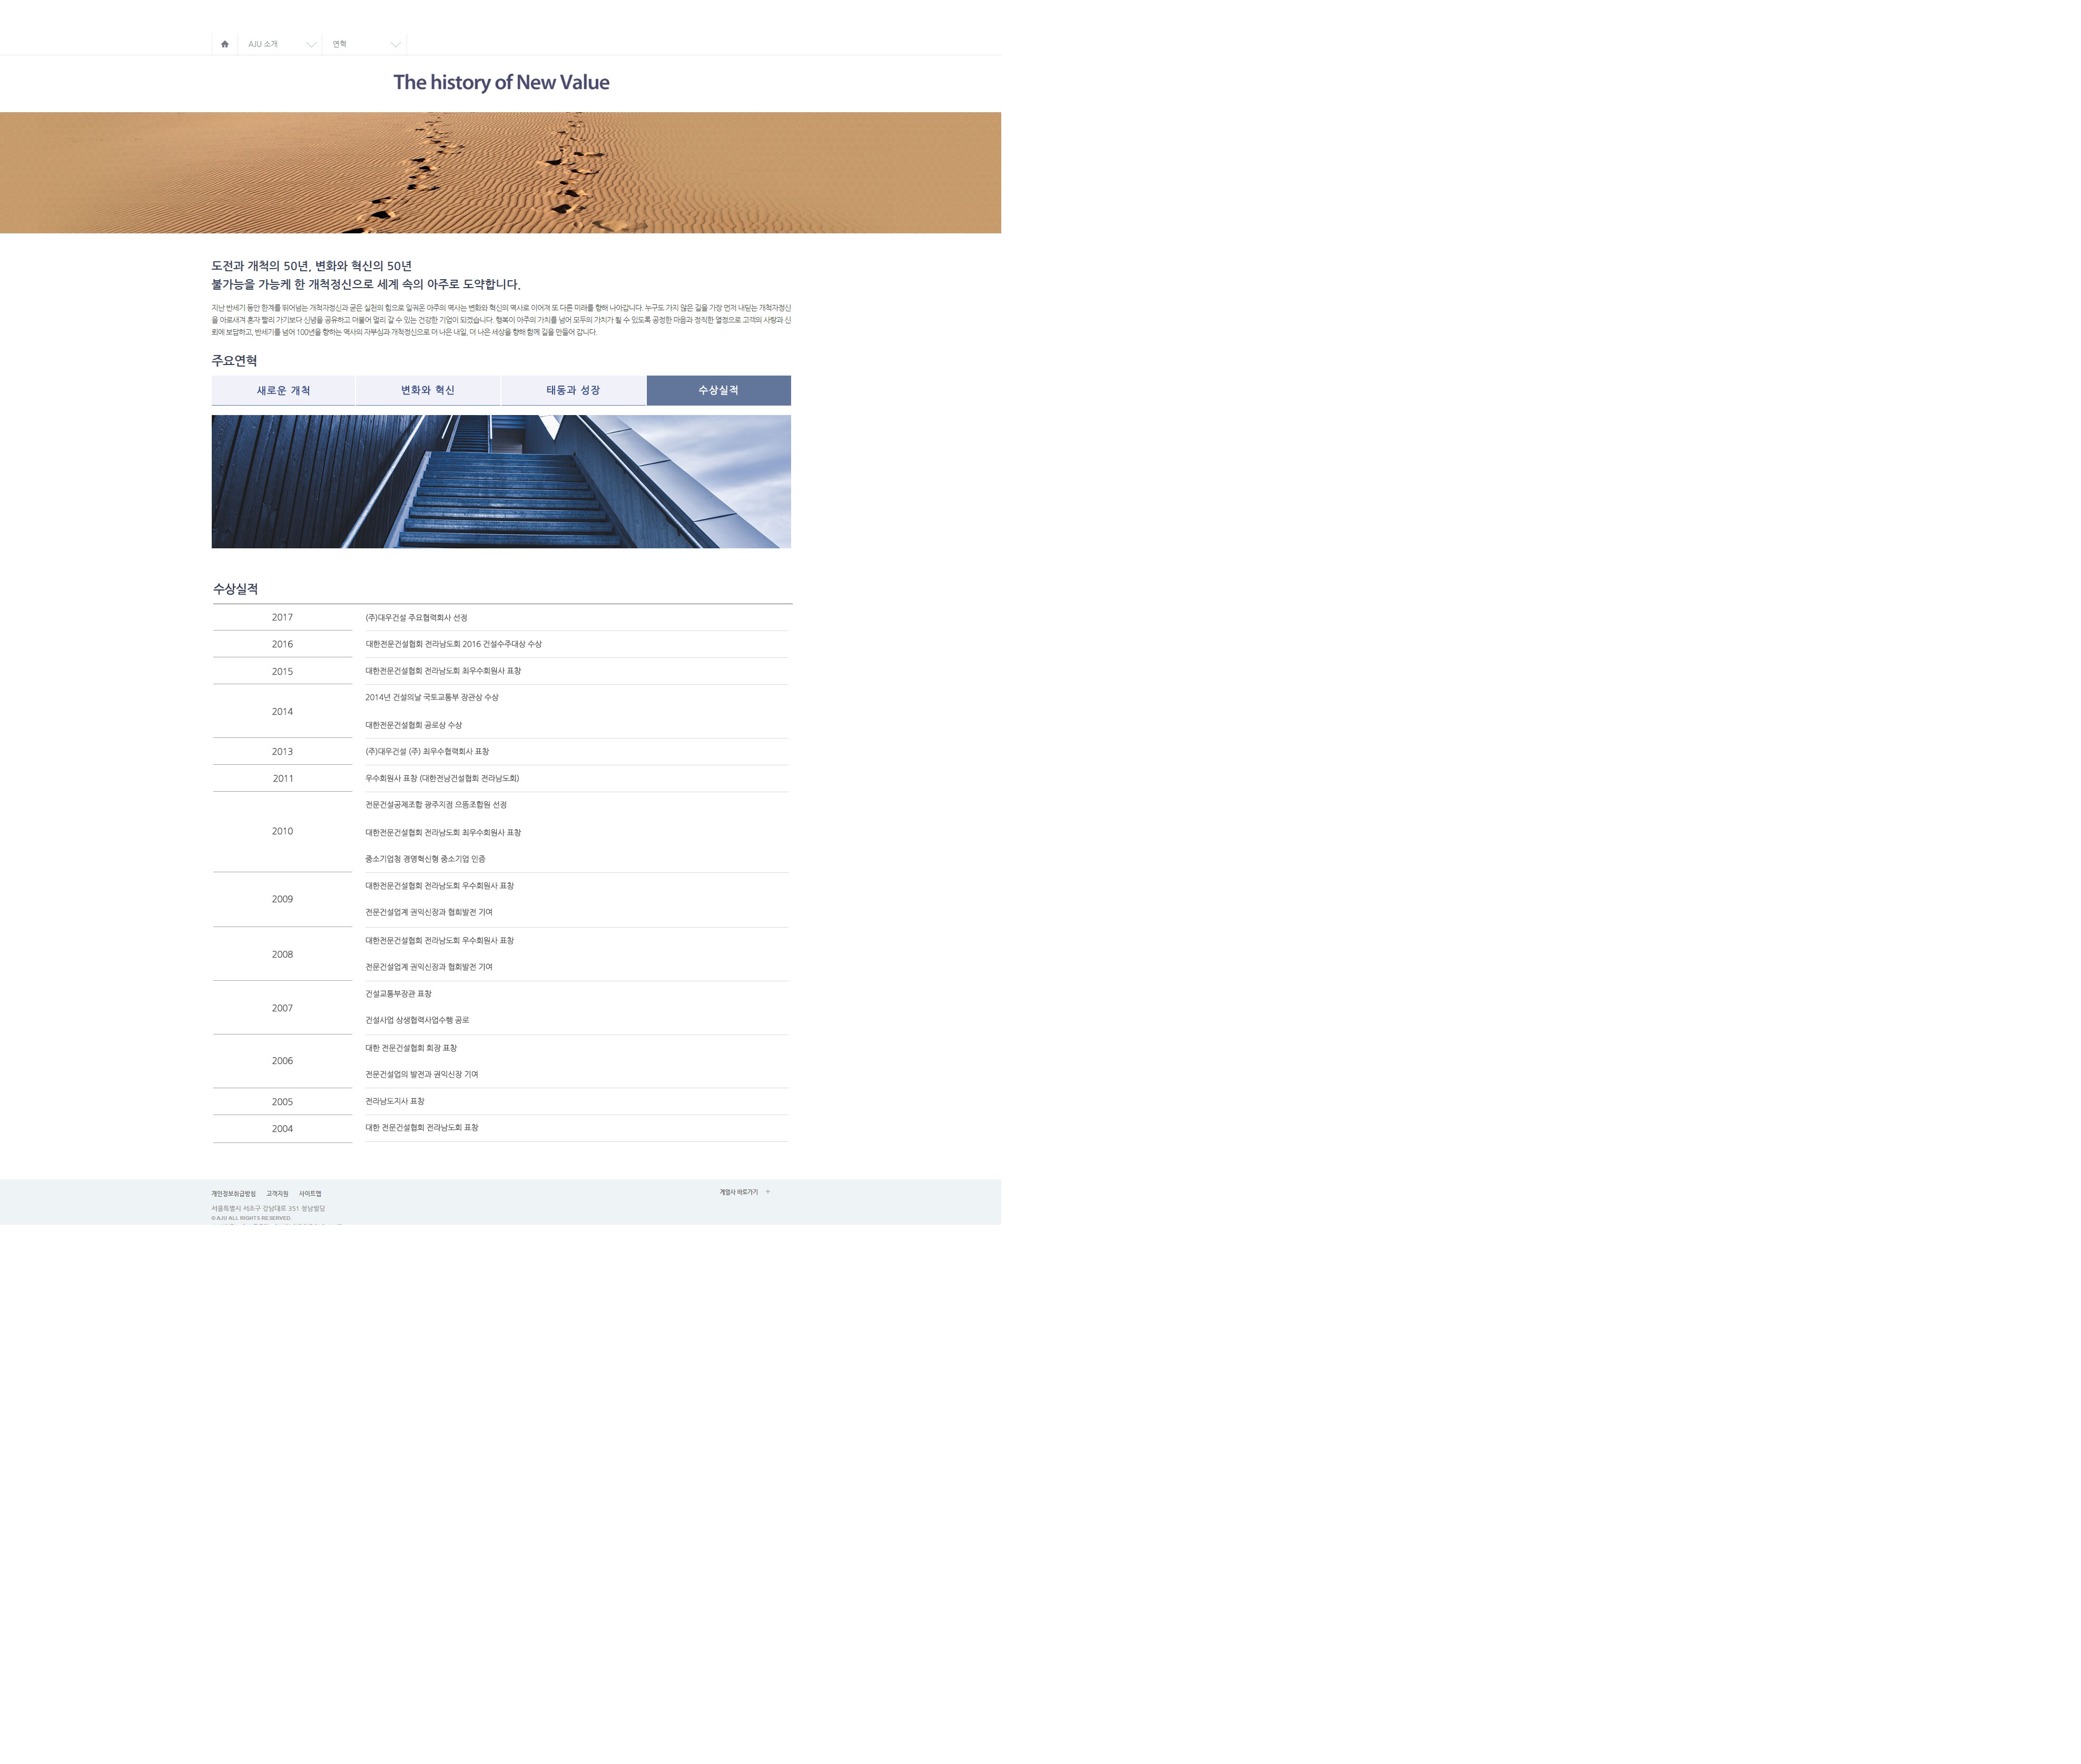 AJU 소개
연혁
The history of New Value
도전과 개척의 50년, 변화와 혁신의 50년
불가능을 가능케 한 개척정신으로 세계 속의 아주로 도약합니다.
지난 반세기 동안 한계를 뛰어넘는 개척자정신과 굳은 실천의 힘으로 일궈온 아주의 역사는 변화와 혁신의 역사로 이어져 또 다른 미래를 향해 나아갑니다. 누구도 가지 않은 길을 가장 먼저 내딛는 개척자정신
을 아로새겨 혼자 빨리 가기보다 신념을 공유하고 더불어 멀리 갈 수 있는 건강한 기업이 되겠습니다. 행복이 아주의 가치를 넘어 모두의 가치가 될 수 있도록 공정한 마음과 정직한 열정으로 고객의 사랑과 신
뢰에 보답하고, 반세기를 넘어 100년을 향하는 역사의 자부심과 개척정신으로 더 나은 내일, 더 나은 세상을 향해 함께 길을 만들어 갑니다.
주요연혁
새로운 개척
변화와 혁신
태동과 성장
수상실적
수상실적
2017
(주)대우건설 주요협력회사 선정
2016
대한전문건설협회 전라남도회 2016 건설수주대상 수상
2015
대한전문건설협회 전라남도회 최우수회원사 표창
2014
2014년 건설의날 국토교통부 장관상 수상
대한전문건설협회 공로상 수상
2013
(주)대우건설 (주) 최우수협력회사 표창
2011
우수회원사 표창 (대한전남건설협회 전라남도회)
2010
전문건설공제조합 광주지점 으뜸조합원 선정
대한전문건설협회 전라남도회 최우수회원사 표창
중소기업청 경영혁신형 중소기업 인증
2009
대한전문건설협회 전라남도회 우수회원사 표창
전문건설업계 권익신장과 협회발전 기여
2008
대한전문건설협회 전라남도회 우수회원사 표창
전문건설업계 권익신장과 협회발전 기여
2007
건설교통부장관 표창
건설사업 상생협력사업수행 공로
2006
대한 전문건설협회 회장 표창
전문건설업의 발전과 권익신장 기여
2005
전라남도지사 표창
2004
대한 전문건설협회 전라남도회 표창
개인정보취급방침 고객지원 사이트맵
계열사 바로가기 +
서울특별시 서초구 강남대로 351 청남빌딩
© AJU ALL RIGHTS RESERVED.